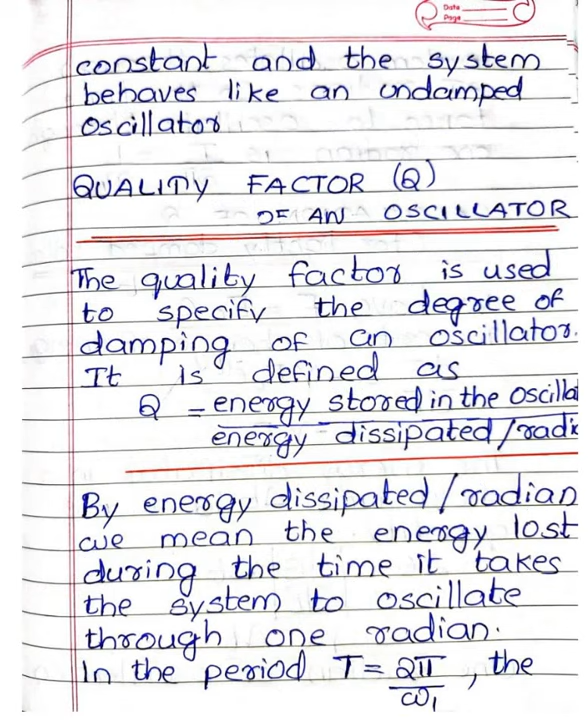 Date
Page
constant and the system
behaves like an undamped
oscillator
QUALITY FACTOR (Q)
OF AN OSCILLATOR
The quality factor is used
to specify the degree of
damping of an oscillator.
It is defined as
Q = energy stored in the oscilla
energy dissipated/radi
By energy dissipated/radian
we mean the energy lost
during the time it takes
the system to oscillate
through one radian.
In the period T = 2π/ω₁, the